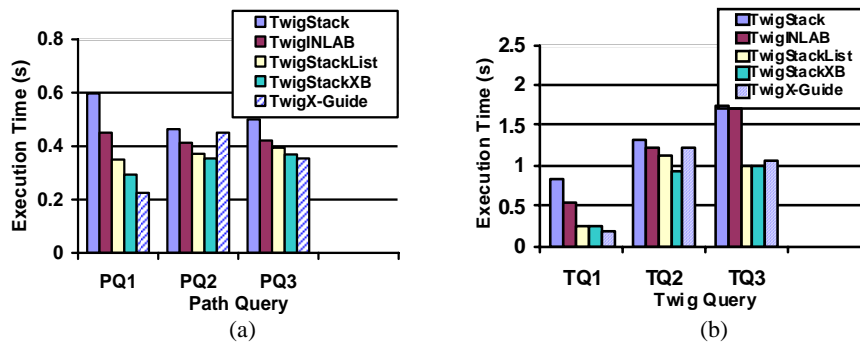 0.8
0.6
0.4
0.2
0
Execution Time (s)
TwigStack
TwigINLAB
TwigStackList
TwigStackXB
TwigX-Guide
PQ1 PQ2 PQ3
Path Query
(a)
2.5
2
1.5
1
0.5
0
Execution Time (s)
TwigStack
TwigINLAB
TwigStackList
TwigStackXB
TwigX-Guide
TQ1 TQ2 TQ3
Twig Query
(b)